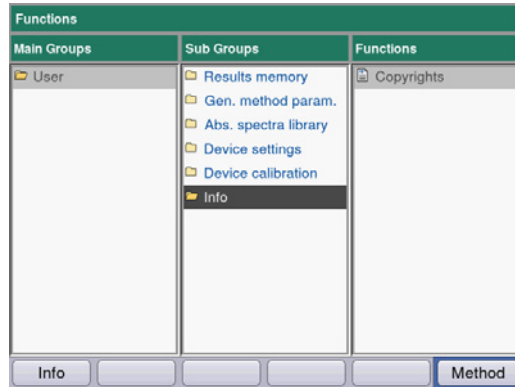 Functions
Main Groups
Sub Groups
Functions
User
Results memory
Gen. method param.
Abs. spectra library
Device settings
Device calibration
Info
Copyrights
Info
Method